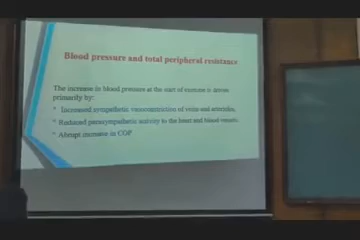 Blood pressure and total peripheral resistance
The increase in blood pressure at the start of exercise is driven
primarily by:
Increased sympathetic vasoconstriction of veins and arterioles,
Reduced parasympathetic activity to the heart and blood vessels.
Abrupt increase in COP